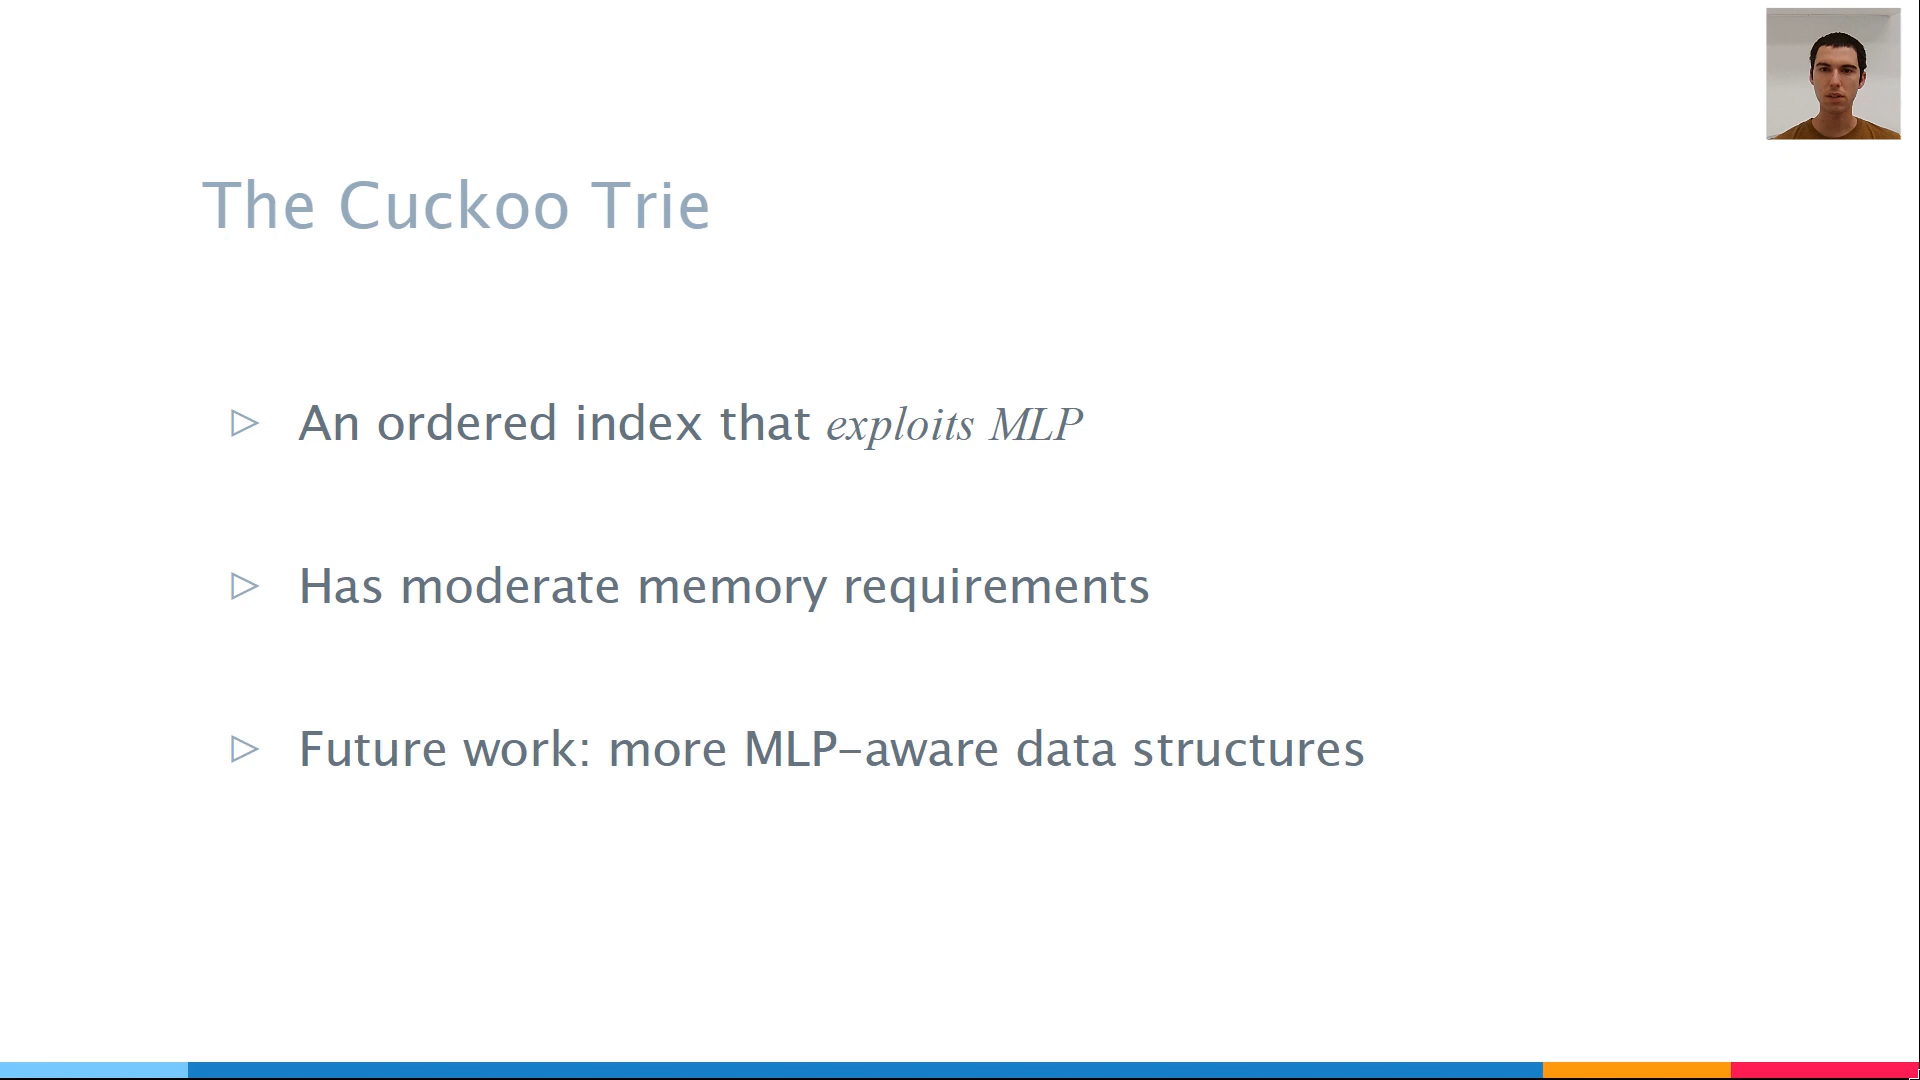 The Cuckoo Trie
An ordered index that exploits MLP
Has moderate memory requirements
Future work: more MLP-aware data structures